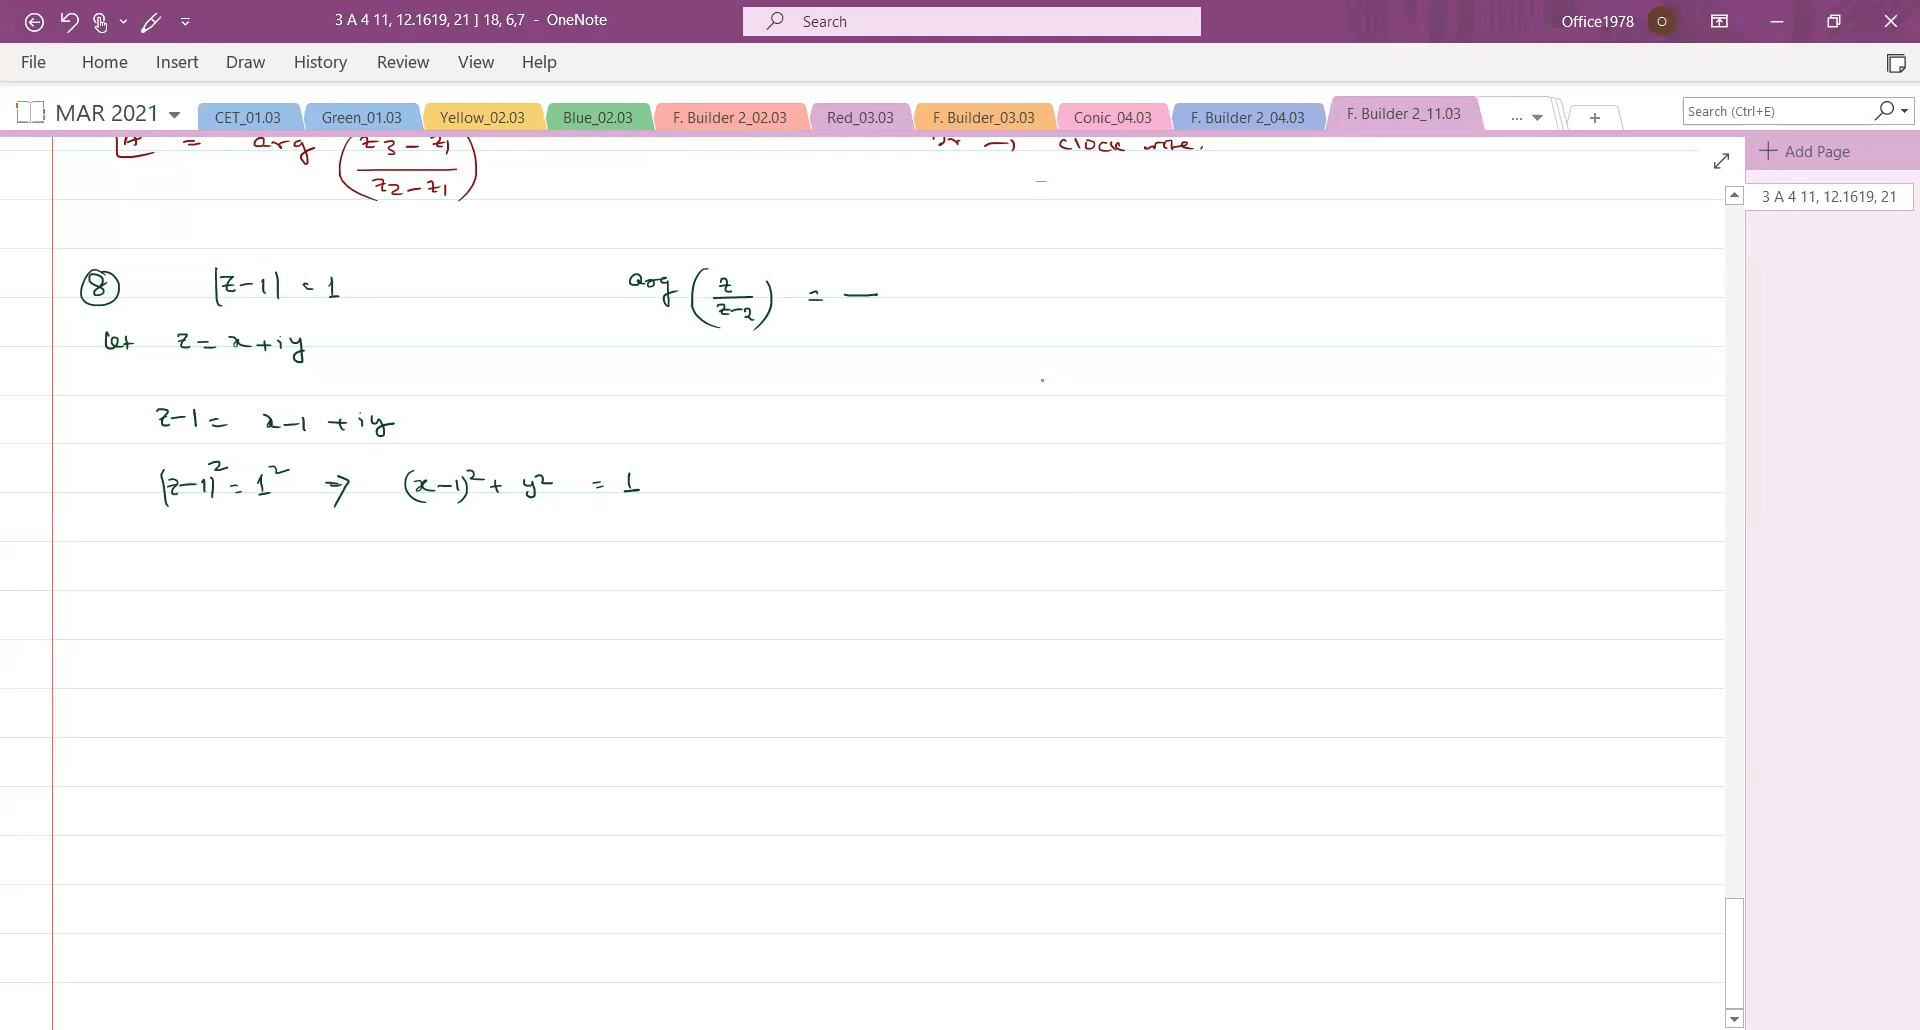 3 A 4 11, 12.1619, 21 ] 18, 6,7 - OneNote
Search
Office1978
O
File Home Insert Draw History Review View Help
MAR 2021
CET_01.03 Green_01.03 Yellow_02.03 Blue_02.03 F. Builder 2_02.03 Red_03.03 F. Builder_03.03 Conic_04.03 F. Builder 2_04.03 F. Builder 2_11.03 ... +
Search (Ctrl+E)
Add Page
3 A 4 11, 12.1619, 21
= arg (z3 - z1 / z2 - z1)
→ clock wise.
⑧ |z-1| = 1 arg (z / z-2) = —
Let z = x+iy
z-1 = x-1 + iy
|z-1|² = 1² ⇒ (x-1)² + y² = 1